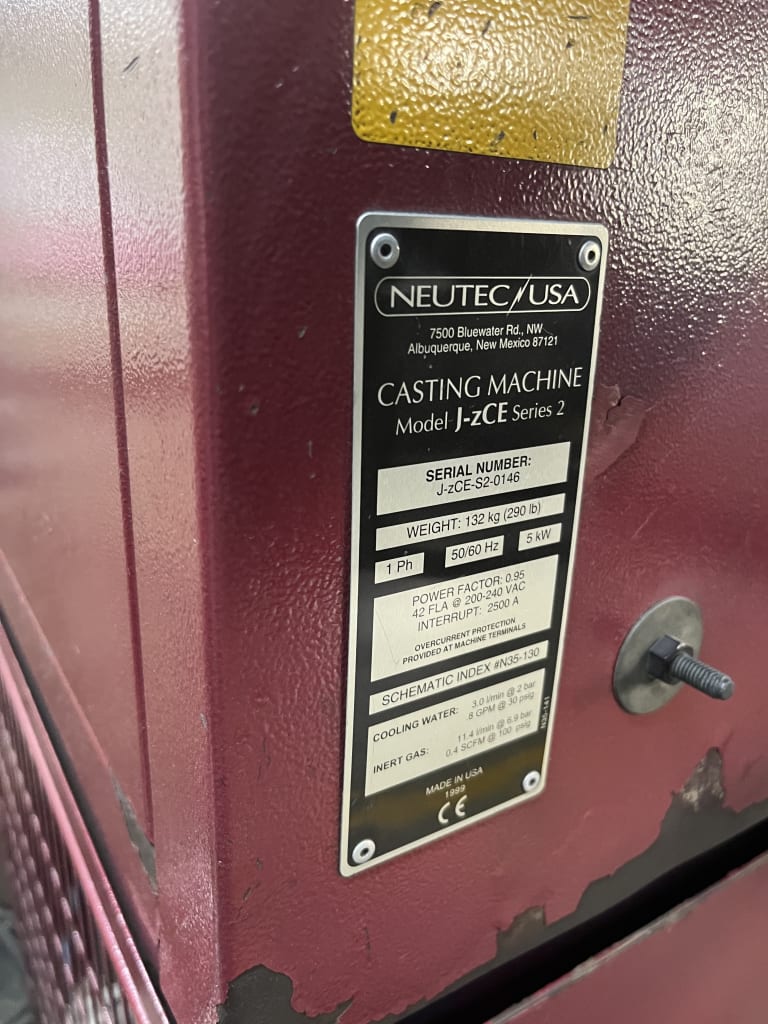 NEUTEC USA
7500 Bluewater Rd., NW
Albuquerque, New Mexico 87121
CASTING MACHINE
Model J-zCE Series 2
SERIAL NUMBER:
J-zCE-S2-0146
WEIGHT: 132 kg (290 lb)
1 Ph 50/60 Hz 5 kW
POWER FACTOR: 0.95
42 FLA @ 200-240 VAC
INTERRUPT: 2500 A
OVERCURRENT PROTECTION
PROVIDED AT MACHINE TERMINALS
SCHEMATIC INDEX #N35-130
COOLING WATER: 3.0 l/min @ 2 bar
.8 GPM @ 30 psig
INERT GAS: 11.4 l/min @ 6.9 bar
0.4 SCFM @ 100 psig
N35-141
MADE IN USA
1999
CE